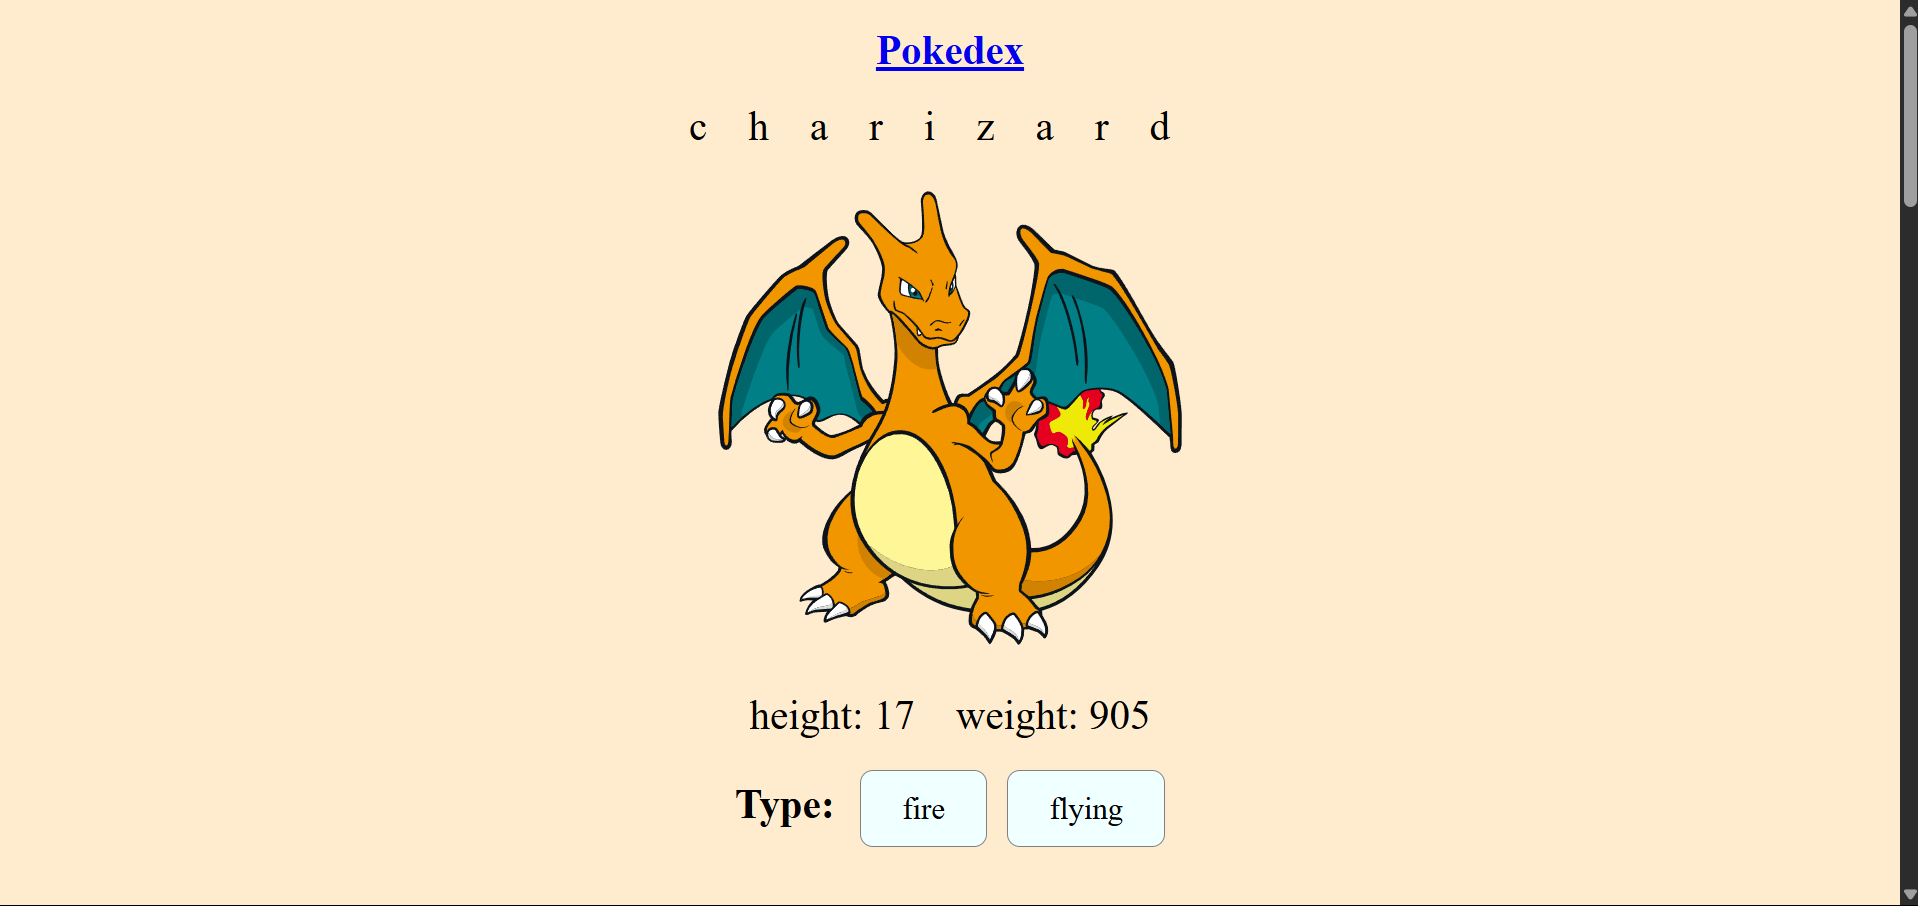 Pokedex
c h a r i z a r d
height: 17 weight: 905
Type: fire flying